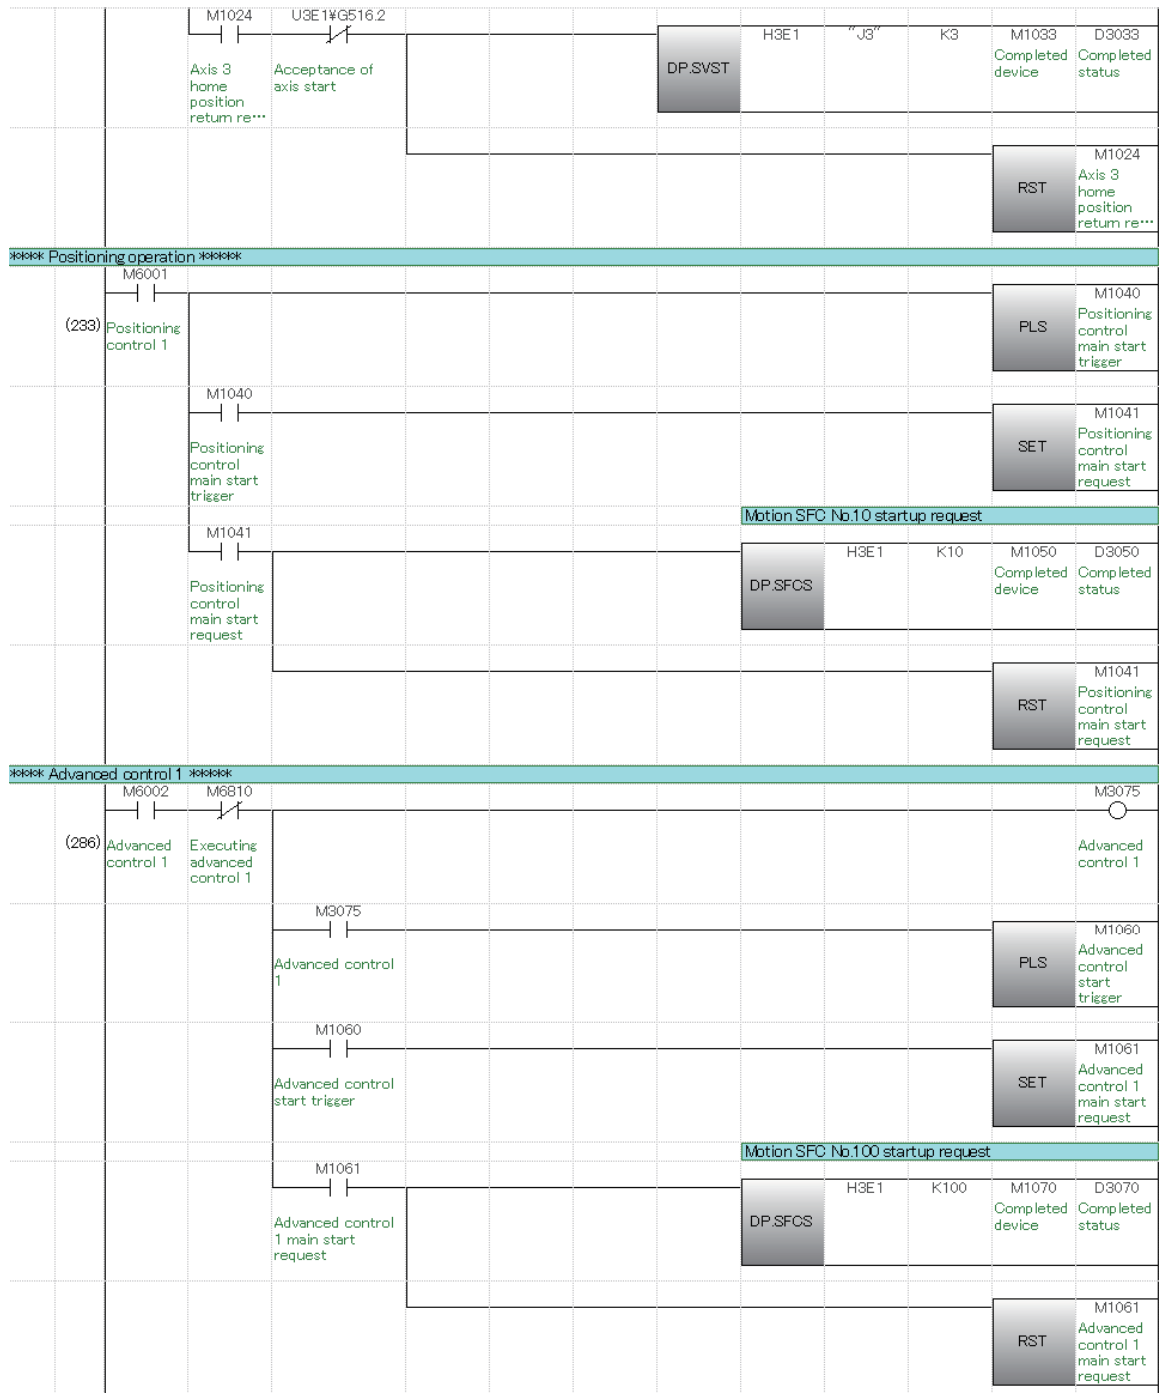 M1024 U3E1¥G516.2
H3E1 "J3" K3 M1033 D3033
DP.SVST
Completed device
Completed status
Axis 3
home
position
return re…
Acceptance of
axis start
M1024
RST
Axis 3
home
position
return re…
***** Positioning operation *****
M6001
M1040
(233)
Positioning
control 1
PLS
Positioning
control
main start
trigger
M1040
M1041
Positioning
control
main start
trigger
SET
Positioning
control
main start
request
Motion SFC No.10 startup request
M1041
H3E1 K10 M1050 D3050
Positioning
control
main start
request
DP.SFCS
Completed
device
Completed
status
M1041
RST
Positioning
control
main start
request
***** Advanced control 1 *****
M6002 M6810 M3075
(286)
Advanced
control 1
Executing
advanced
control 1
Advanced
control 1
M3075
M1060
Advanced control
1
PLS
Advanced
control
start
trigger
M1060
M1061
Advanced control
start trigger
SET
Advanced
control 1
main start
request
Motion SFC No.100 startup request
M1061
H3E1 K100 M1070 D3070
Advanced control
1 main start
request
DP.SFCS
Completed
device
Completed
status
M1061
RST
Advanced
control 1
main start
request